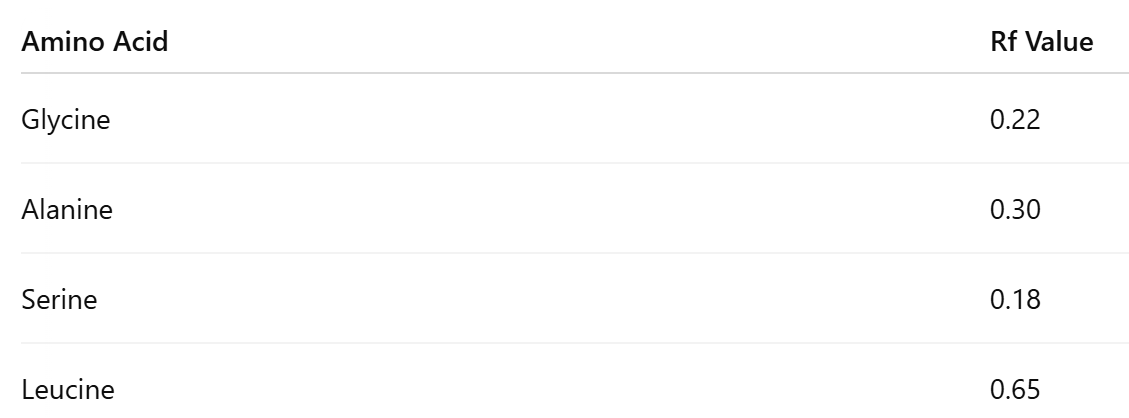 Amino Acid Rf Value
Glycine 0.22
Alanine 0.30
Serine 0.18
Leucine 0.65